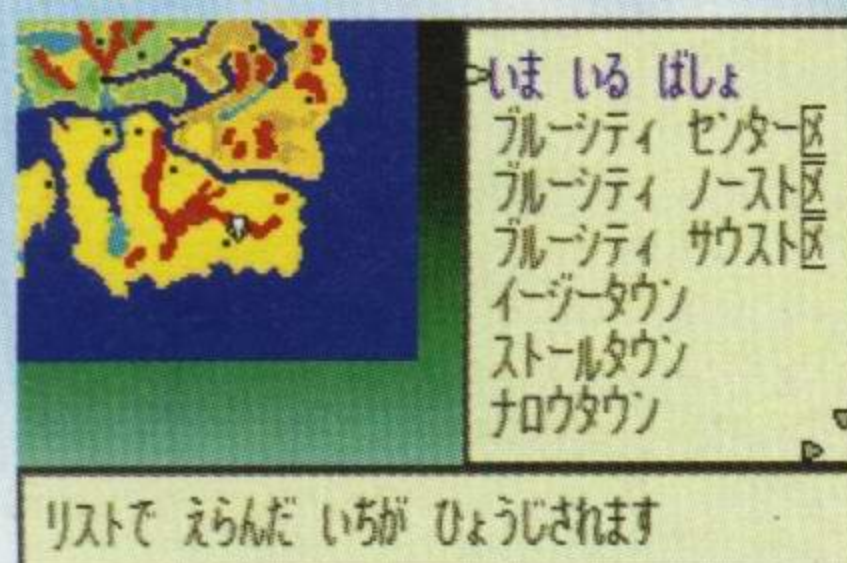 いま いる ばしょ
ブルーシティ センター区
ブルーシティ ノースト区
ブルーシティ サウスト区
イージータウン
ストールタウン
ナロウタウン
リストで えらんだ いちが ひょうじされます